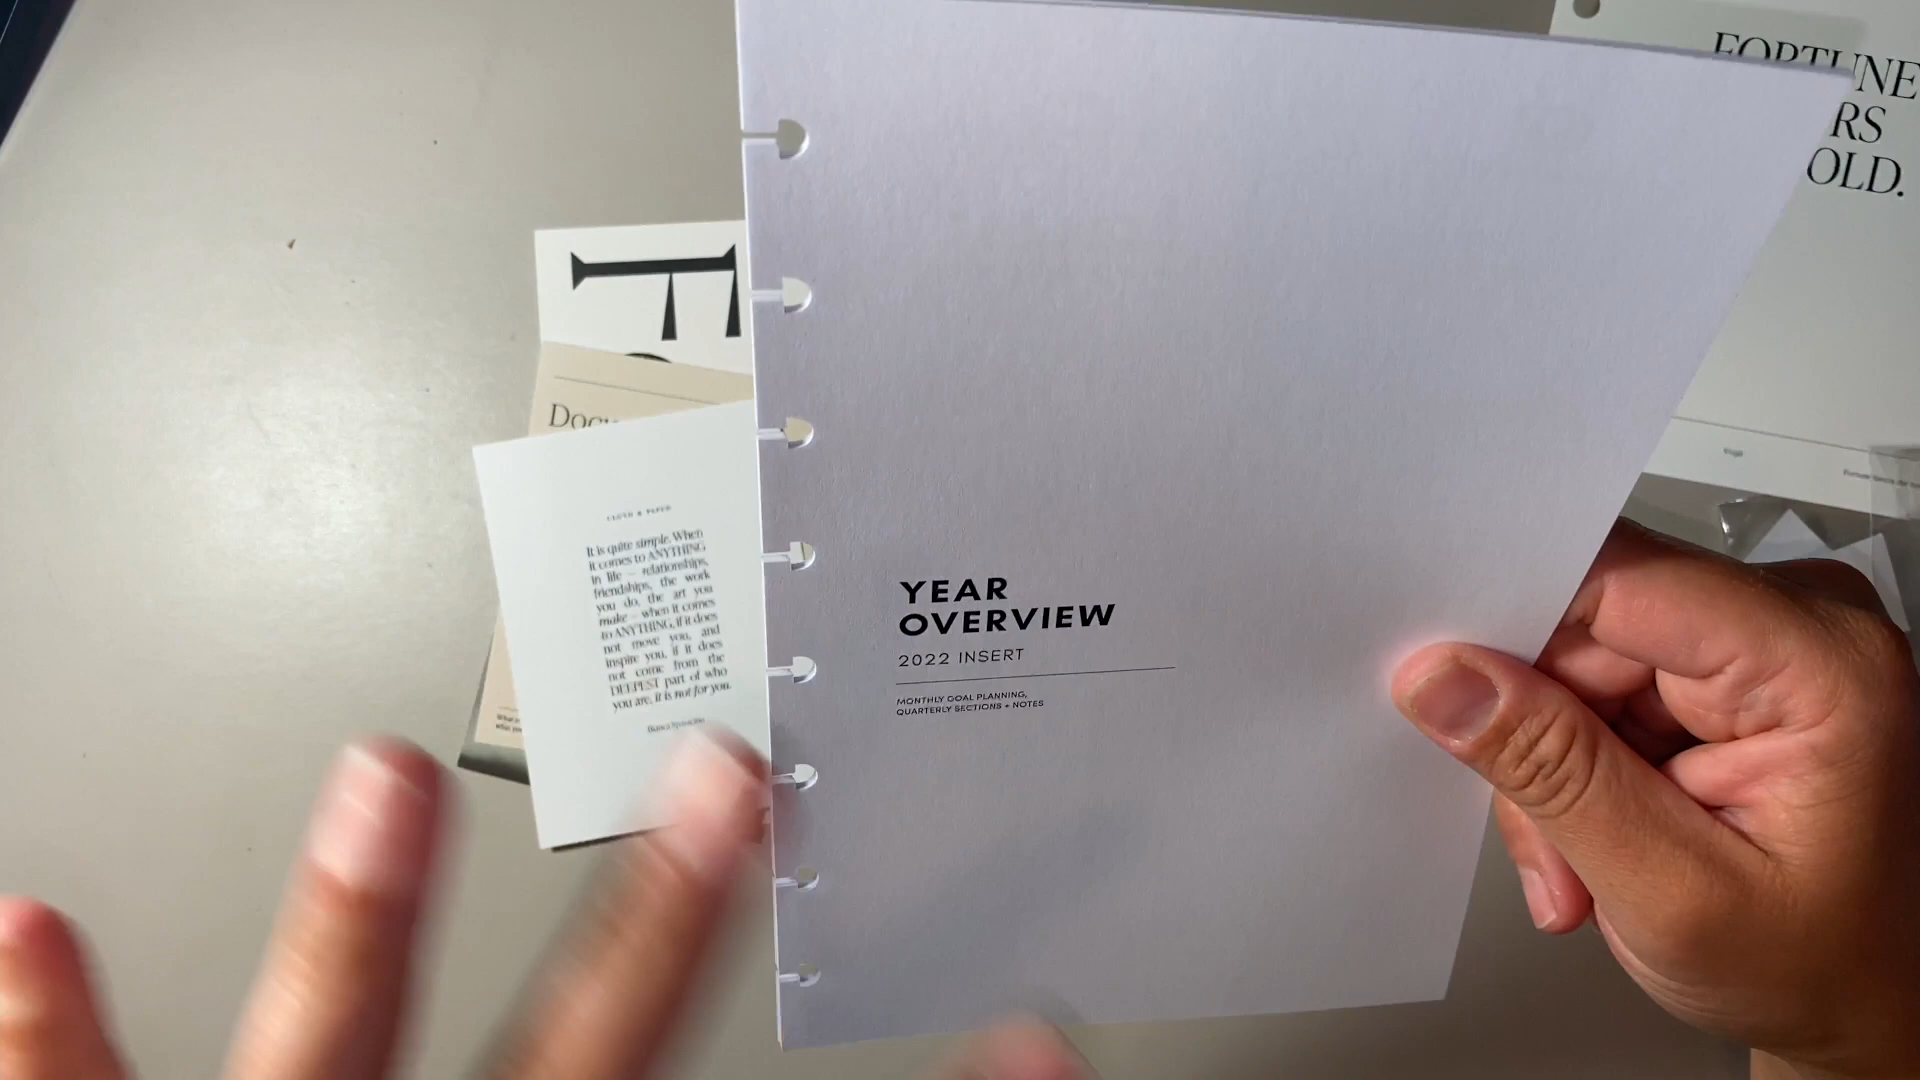 FORTUNE
RS
OLD.
F
Docu
CLOTH & PAPER
It is quite simple. When
it comes to ANYTHING
in life – relationships,
friendships, the work
you do, the art you
make – when it comes
to ANYTHING, if it does
not move you, and
inspire you, if it does
not come from the
DEEPEST part of who
you are, it is not for you.
What
YEAR
OVERVIEW
2022 INSERT
MONTHLY GOAL PLANNING,
QUARTERLY SECTIONS + NOTES